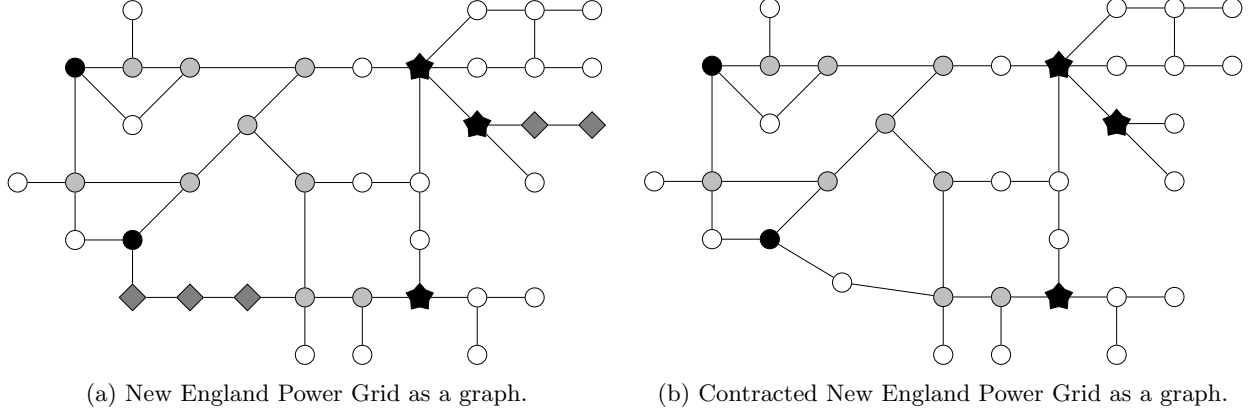 (a) New England Power Grid as a graph.
(b) Contracted New England Power Grid as a graph.